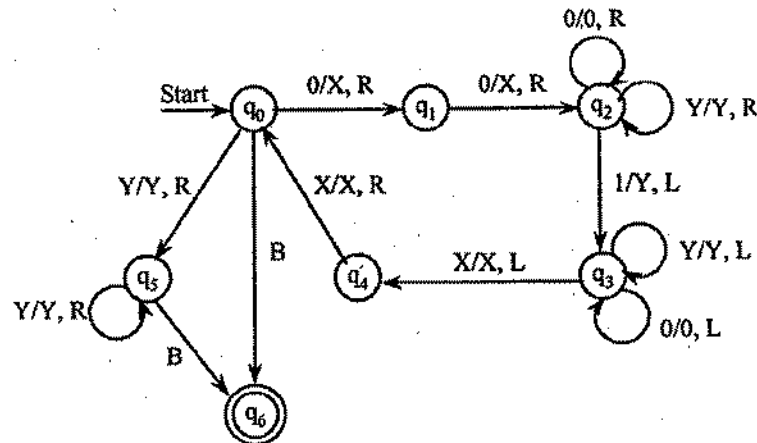 0/0, R
Start
q0
0/X, R
q1
0/X, R
q2
Y/Y, R
Y/Y, R
X/X, R
1/Y, L
B
q5
Y/Y, R
q4
X/X, L
q3
Y/Y, L
0/0, L
B
q6